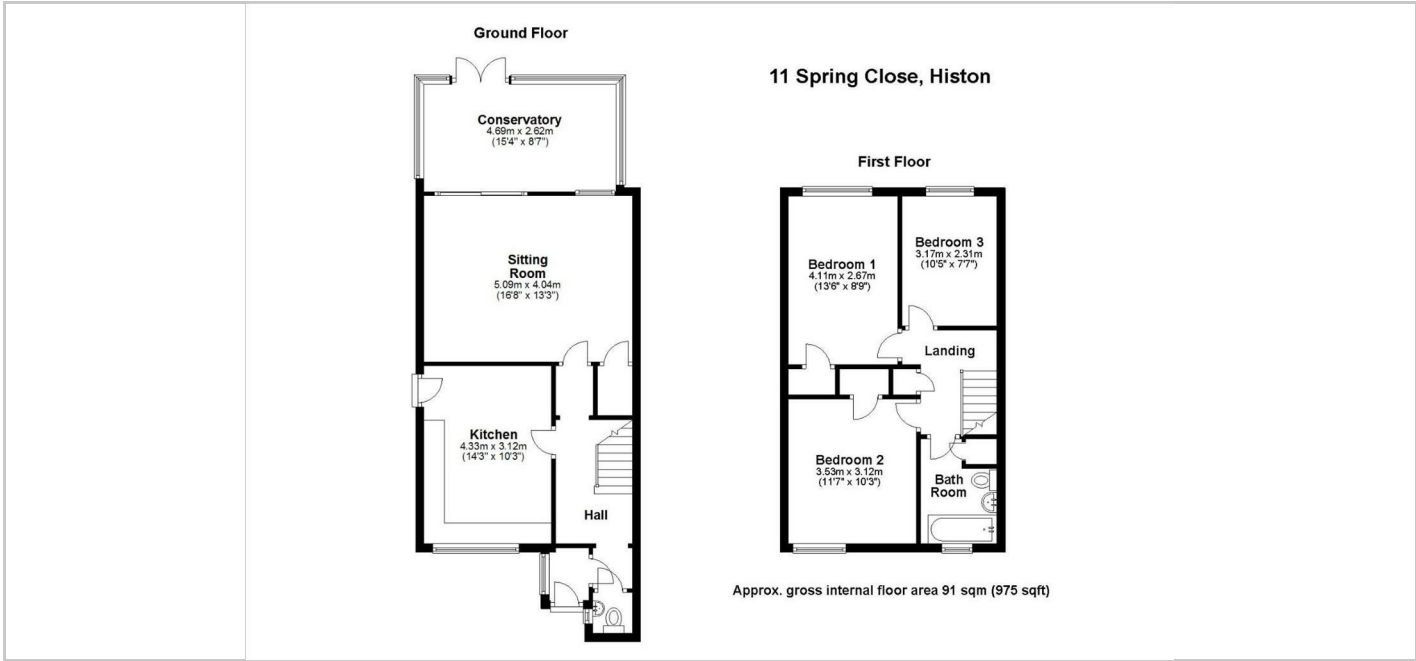 Ground Floor
11 Spring Close, Histon
Conservatory
4.69m x 2.62m
(15'4" x 8'7")
Sitting
Room
5.09m x 4.04m
(16'8" x 13'3")
Kitchen
4.33m x 3.12m
(14'3" x 10'3")
Hall
First Floor
Bedroom 1
4.11m x 2.67m
(13'6" x 8'9")
Bedroom 3
3.17m x 2.31m
(10'5" x 7'7")
Landing
Bedroom 2
3.53m x 3.12m
(11'7" x 10'3")
Bath
Room
Approx. gross internal floor area 91 sqm (975 sqft)